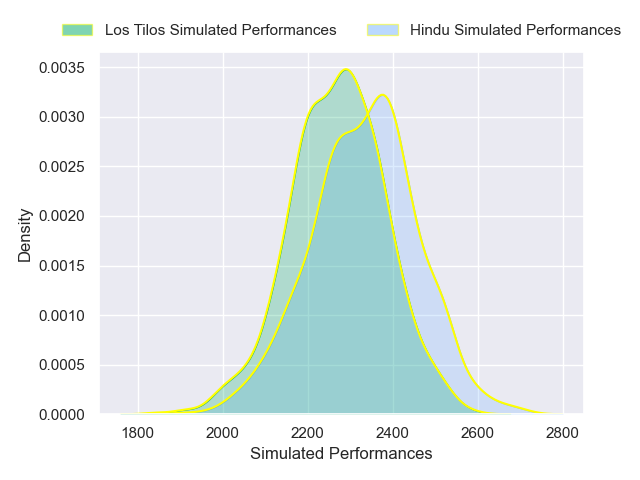 Los Tilos Simulated Performances
Hindu Simulated Performances
0.0035
0.0030
0.0025
0.0020
0.0015
0.0010
0.0005
0.0000
Density
1800 2000 2200 2400 2600 2800
Simulated Performances